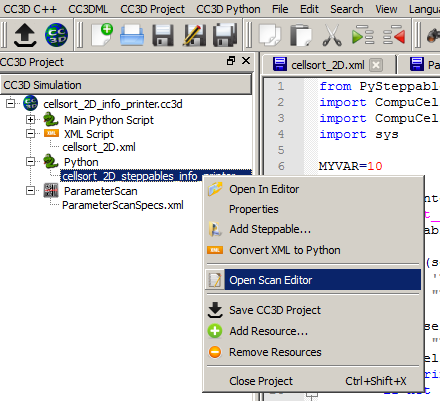 CC3D C++ CC3DML CC3D Project CC3D Python File Edit Search View
CC3D Project
CC3D Simulation
cellsort_2D_info_printer.cc3d
Main Python Script
XML Script
cellsort_2D.xml
Python
cellsort_2D_steppables_info
ParameterScan
ParameterScanSpecs.xml
cellsort_2D.xml
1 from PySteppabl
2 import CompuCel
3 import CompuCel
4 import sys
5
6 MYVAR=10
Open In Editor
Properties
Add Steppable...
Convert XML to Python
Open Scan Editor
Save CC3D Project
Add Resource...
Remove Resources
Close Project Ctrl+Shift+X